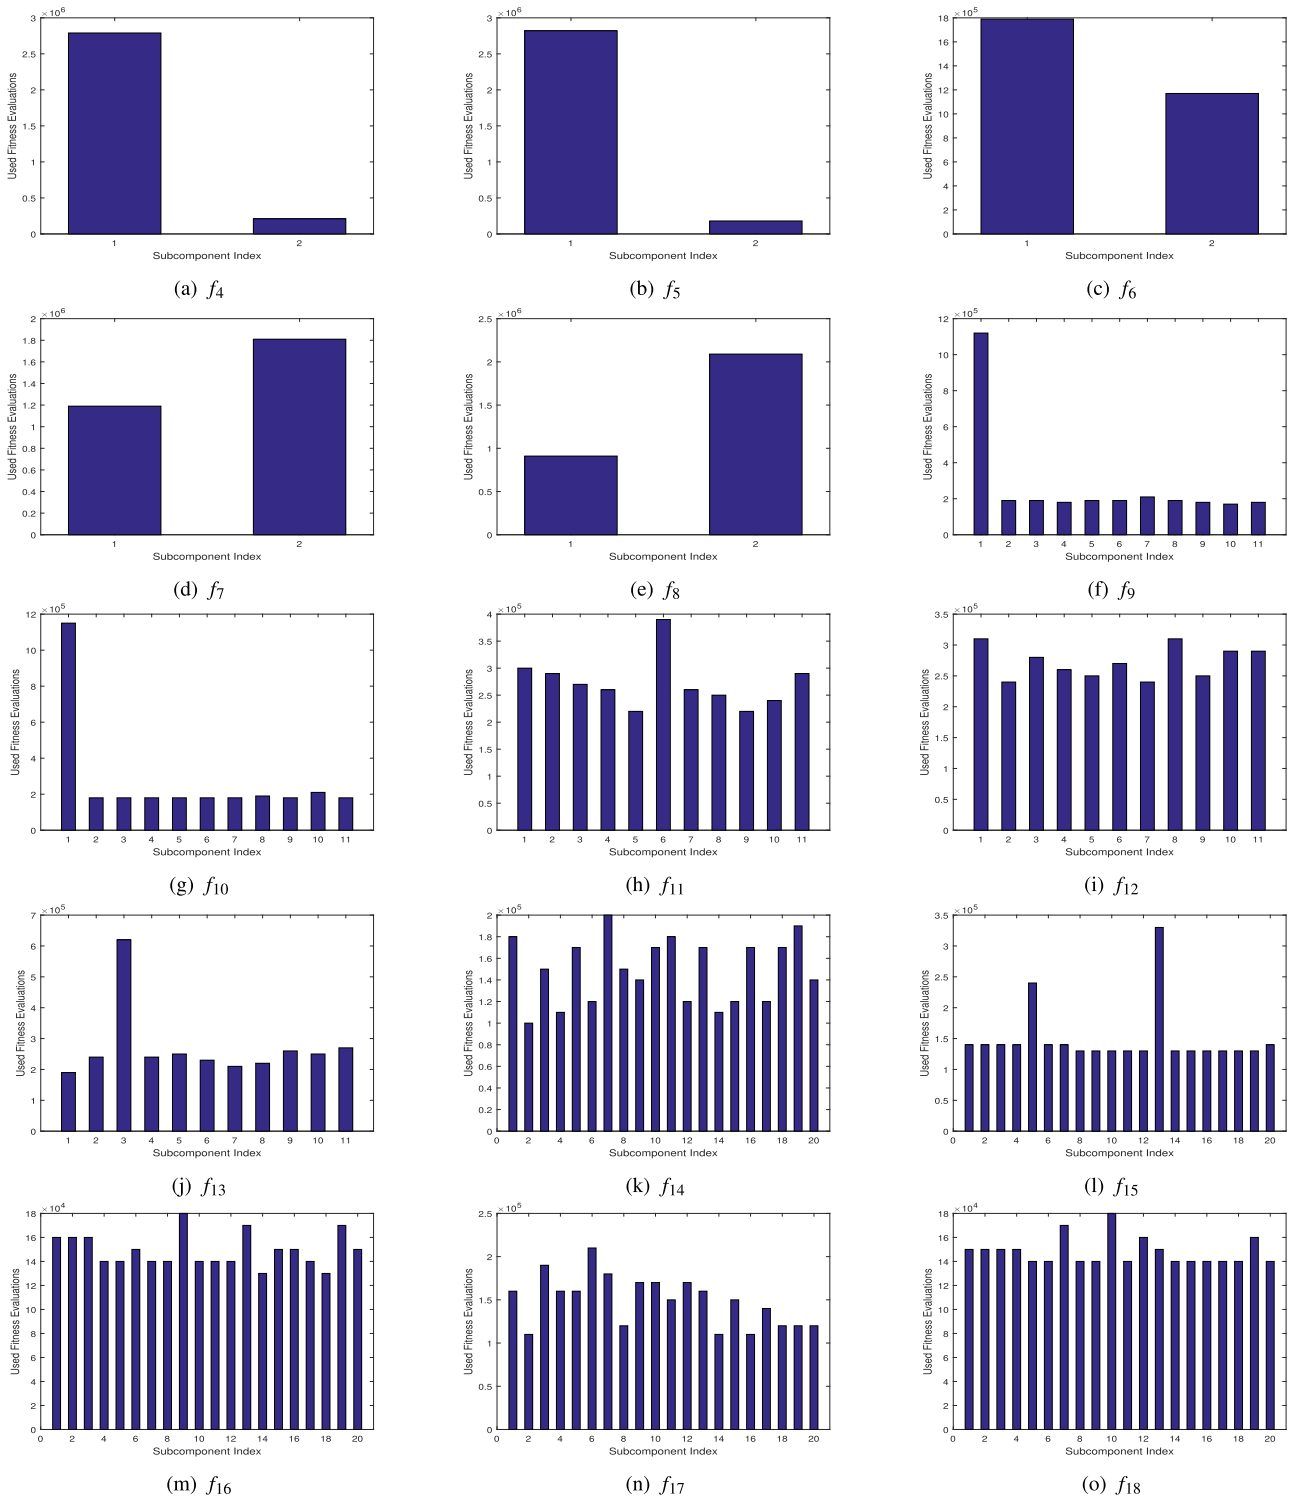 ×10^6
3
2.5
2
1.5
1
0.5
0
Used Fitness Evaluations
1 2
Subcomponent Index
(a) f4
×10^6
3
2.5
2
1.5
1
0.5
0
Used Fitness Evaluations
1 2
Subcomponent Index
(b) f5
×10^5
18
16
14
12
10
8
6
4
2
0
Used Fitness Evaluations
1 2
Subcomponent Index
(c) f6
×10^6
2
1.8
1.6
1.4
1.2
1
0.8
0.6
0.4
0.2
0
Used Fitness Evaluations
1 2
Subcomponent Index
(d) f7
×10^6
2.5
2
1.5
1
0.5
0
Used Fitness Evaluations
1 2
Subcomponent Index
(e) f8
×10^5
12
10
8
6
4
2
0
Used Fitness Evaluations
1 2 3 4 5 6 7 8 9 10 11
Subcomponent Index
(f) f9
×10^5
12
10
8
6
4
2
0
Used Fitness Evaluations
1 2 3 4 5 6 7 8 9 10 11
Subcomponent Index
(g) f10
×10^5
4
3.5
3
2.5
2
1.5
1
0.5
0
Used Fitness Evaluations
1 2 3 4 5 6 7 8 9 10 11
Subcomponent Index
(h) f11
×10^5
3.5
3
2.5
2
1.5
1
0.5
0
Used Fitness Evaluations
1 2 3 4 5 6 7 8 9 10 11
Subcomponent Index
(i) f12
×10^5
7
6
5
4
3
2
1
0
Used Fitness Evaluations
1 2 3 4 5 6 7 8 9 10 11
Subcomponent Index
(j) f13
×10^5
2
1.8
1.6
1.4
1.2
1
0.8
0.6
0.4
0.2
0
Used Fitness Evaluations
0 2 4 6 8 10 12 14 16 18 20
Subcomponent Index
(k) f14
×10^5
3.5
3
2.5
2
1.5
1
0.5
0
Used Fitness Evaluations
0 2 4 6 8 10 12 14 16 18 20
Subcomponent Index
(l) f15
×10^4
18
16
14
12
10
8
6
4
2
0
Used Fitness Evaluations
0 2 4 6 8 10 12 14 16 18 20
Subcomponent Index
(m) f16
×10^5
2.5
2
1.5
1
0.5
0
Used Fitness Evaluations
0 2 4 6 8 10 12 14 16 18 20
Subcomponent Index
(n) f17
×10^4
18
16
14
12
10
8
6
4
2
0
Used Fitness Evaluations
0 2 4 6 8 10 12 14 16 18 20
Subcomponent Index
(o) f18